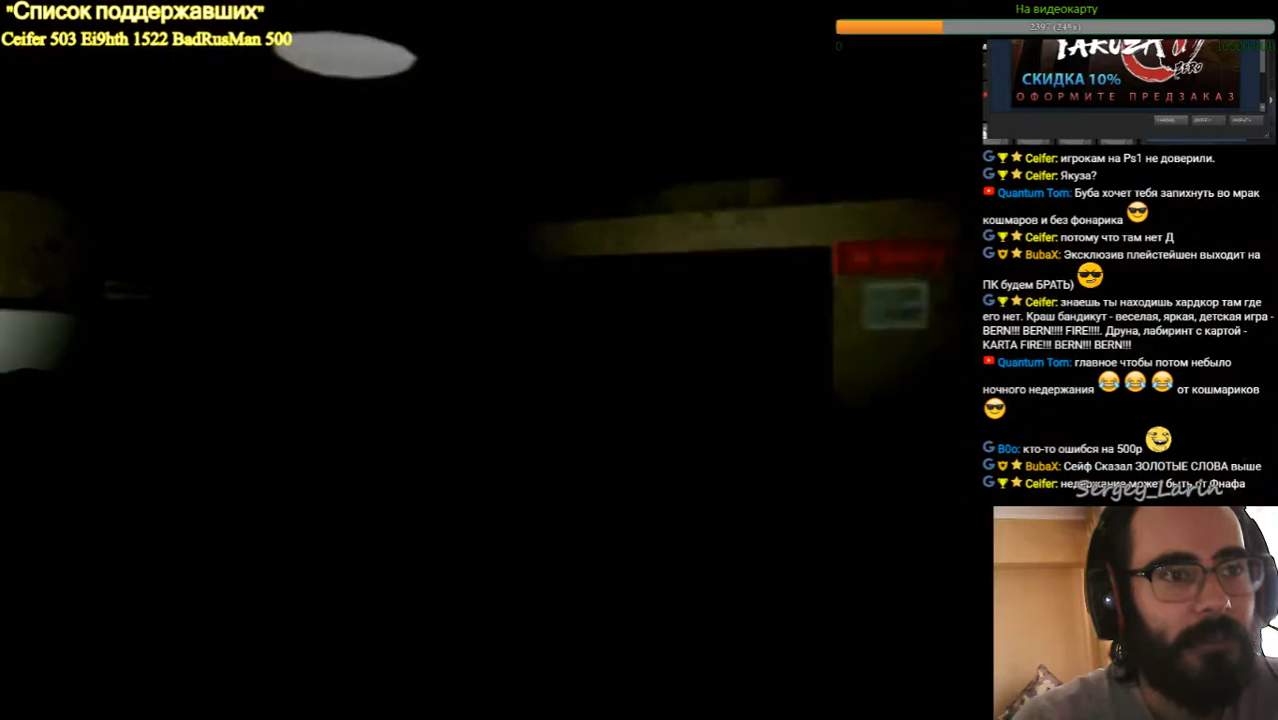 "Список поддержавших"
Ceifer 503 Ei9hth 1522 BadRusMan 500
На видеокарту
2397 (24%)
0
YAKUZA
СКИДКА 10%
ОФОРМИТЕ ПРЕДЗАКАЗ
Ceifer: игрокам на Ps1 не доверили.
Ceifer: Якуза?
Quantum Tom: Буба хочет тебя запихнуть во мрак
кошмаров и без фонарика
Ceifer: потому что там нет Д
BubaX: Эксклюзив плейстейшен выходит на
ПК будем БРАТЬ)
Ceifer: знаешь ты находишь хардкор там где
его нет. Краш бандикут - веселая, яркая, детская игра -
BERN!!! BERN!!!! FIRE!!!!. Друна, лабиринт с картой -
KARTA FIRE!!! BERN!!! BERN!!!
Quantum Tom: главное чтобы потом небыло
ночного недержания от кошмариков
B0o: кто-то ошибся на 500р
BubaX: Сейф Сказал ЗОЛОТЫЕ СЛОВА выше
Ceifer: недержание может быть от Фнафа
Sergey_Larin